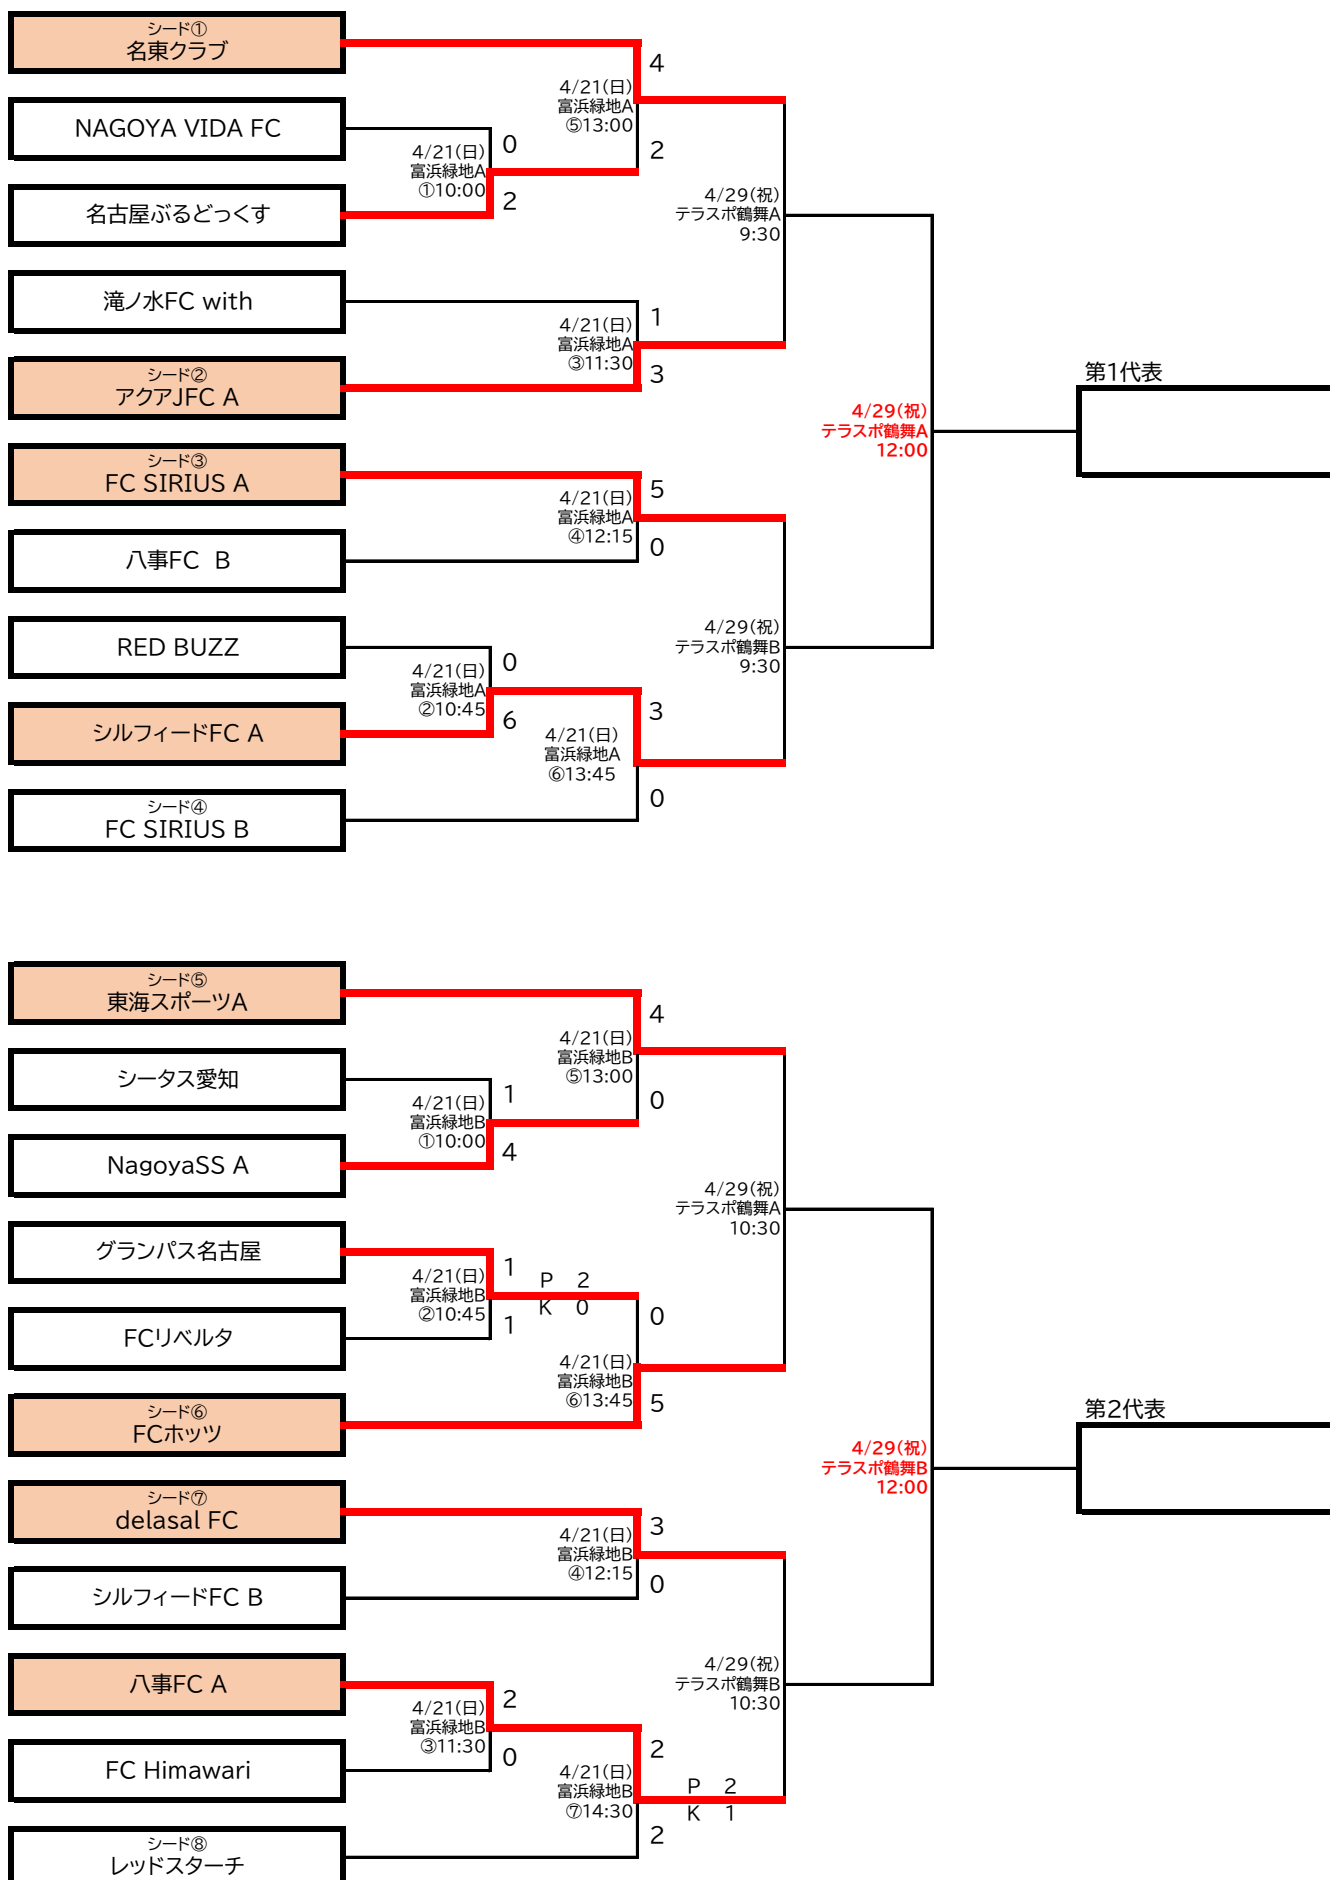 シード①
名東クラブ
4
4/21(日)
富浜緑地A
⑤13:00
NAGOYA VIDA FC
0
2
4/21(日)
富浜緑地A
①10:00
名古屋ぶるどっくす
2
4/29(祝)
テラスポ鶴舞A
9:30
滝ノ水FC with
1
4/21(日)
富浜緑地A
③11:30
シード②
アクアJFC A
3
第1代表
4/29(祝)
テラスポ鶴舞A
12:00
シード③
FC SIRIUS A
5
4/21(日)
富浜緑地A
④12:15
八事FC B
0
RED BUZZ
0
4/29(祝)
テラスポ鶴舞B
9:30
4/21(日)
富浜緑地A
②10:45
シルフィードFC A
6
3
4/21(日)
富浜緑地A
⑥13:45
シード④
FC SIRIUS B
0
シード⑤
東海スポーツA
4
4/21(日)
富浜緑地B
⑤13:00
シータス愛知
1
0
4/21(日)
富浜緑地B
①10:00
NagoyaSS A
4
4/29(祝)
テラスポ鶴舞A
10:30
グランパス名古屋
1
P 2
K 0
4/21(日)
富浜緑地B
②10:45
FCリベルタ
1
0
4/21(日)
富浜緑地B
⑥13:45
シード⑥
FCホッツ
5
第2代表
4/29(祝)
テラスポ鶴舞B
12:00
シード⑦
delasal FC
3
4/21(日)
富浜緑地B
④12:15
シルフィードFC B
0
八事FC A
2
4/29(祝)
テラスポ鶴舞B
10:30
4/21(日)
富浜緑地B
③11:30
FC Himawari
0
2
4/21(日)
富浜緑地B
⑦14:30
P 2
K 1
シード⑧
レッドスターチ
2